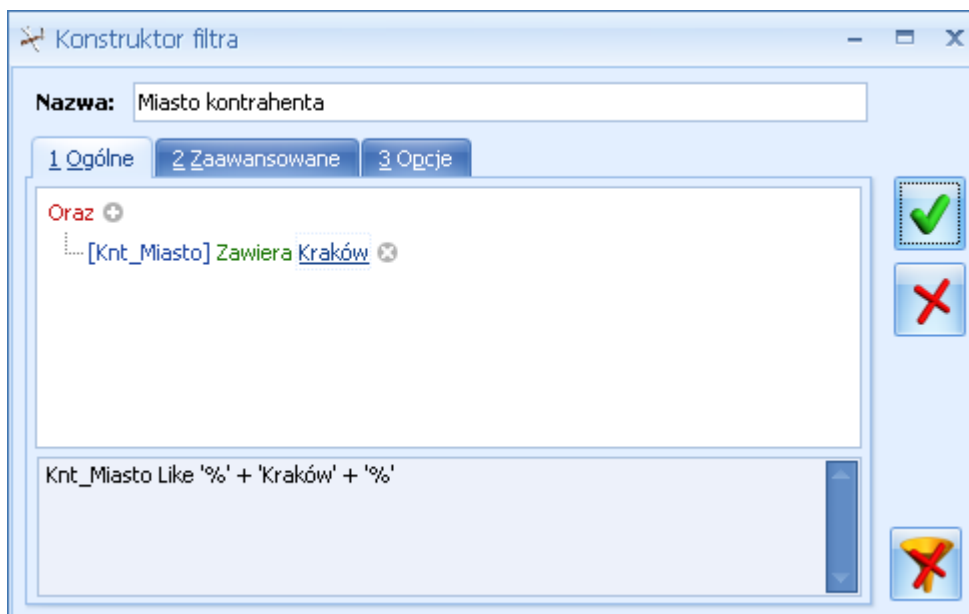 Konstruktor filtra
Nazwa: Miasto kontrahenta
1 Ogólne 2 Zaawansowane 3 Opcje
Oraz
[Knt_Miasto] Zawiera Kraków
Knt_Miasto Like '%' + 'Kraków' + '%'